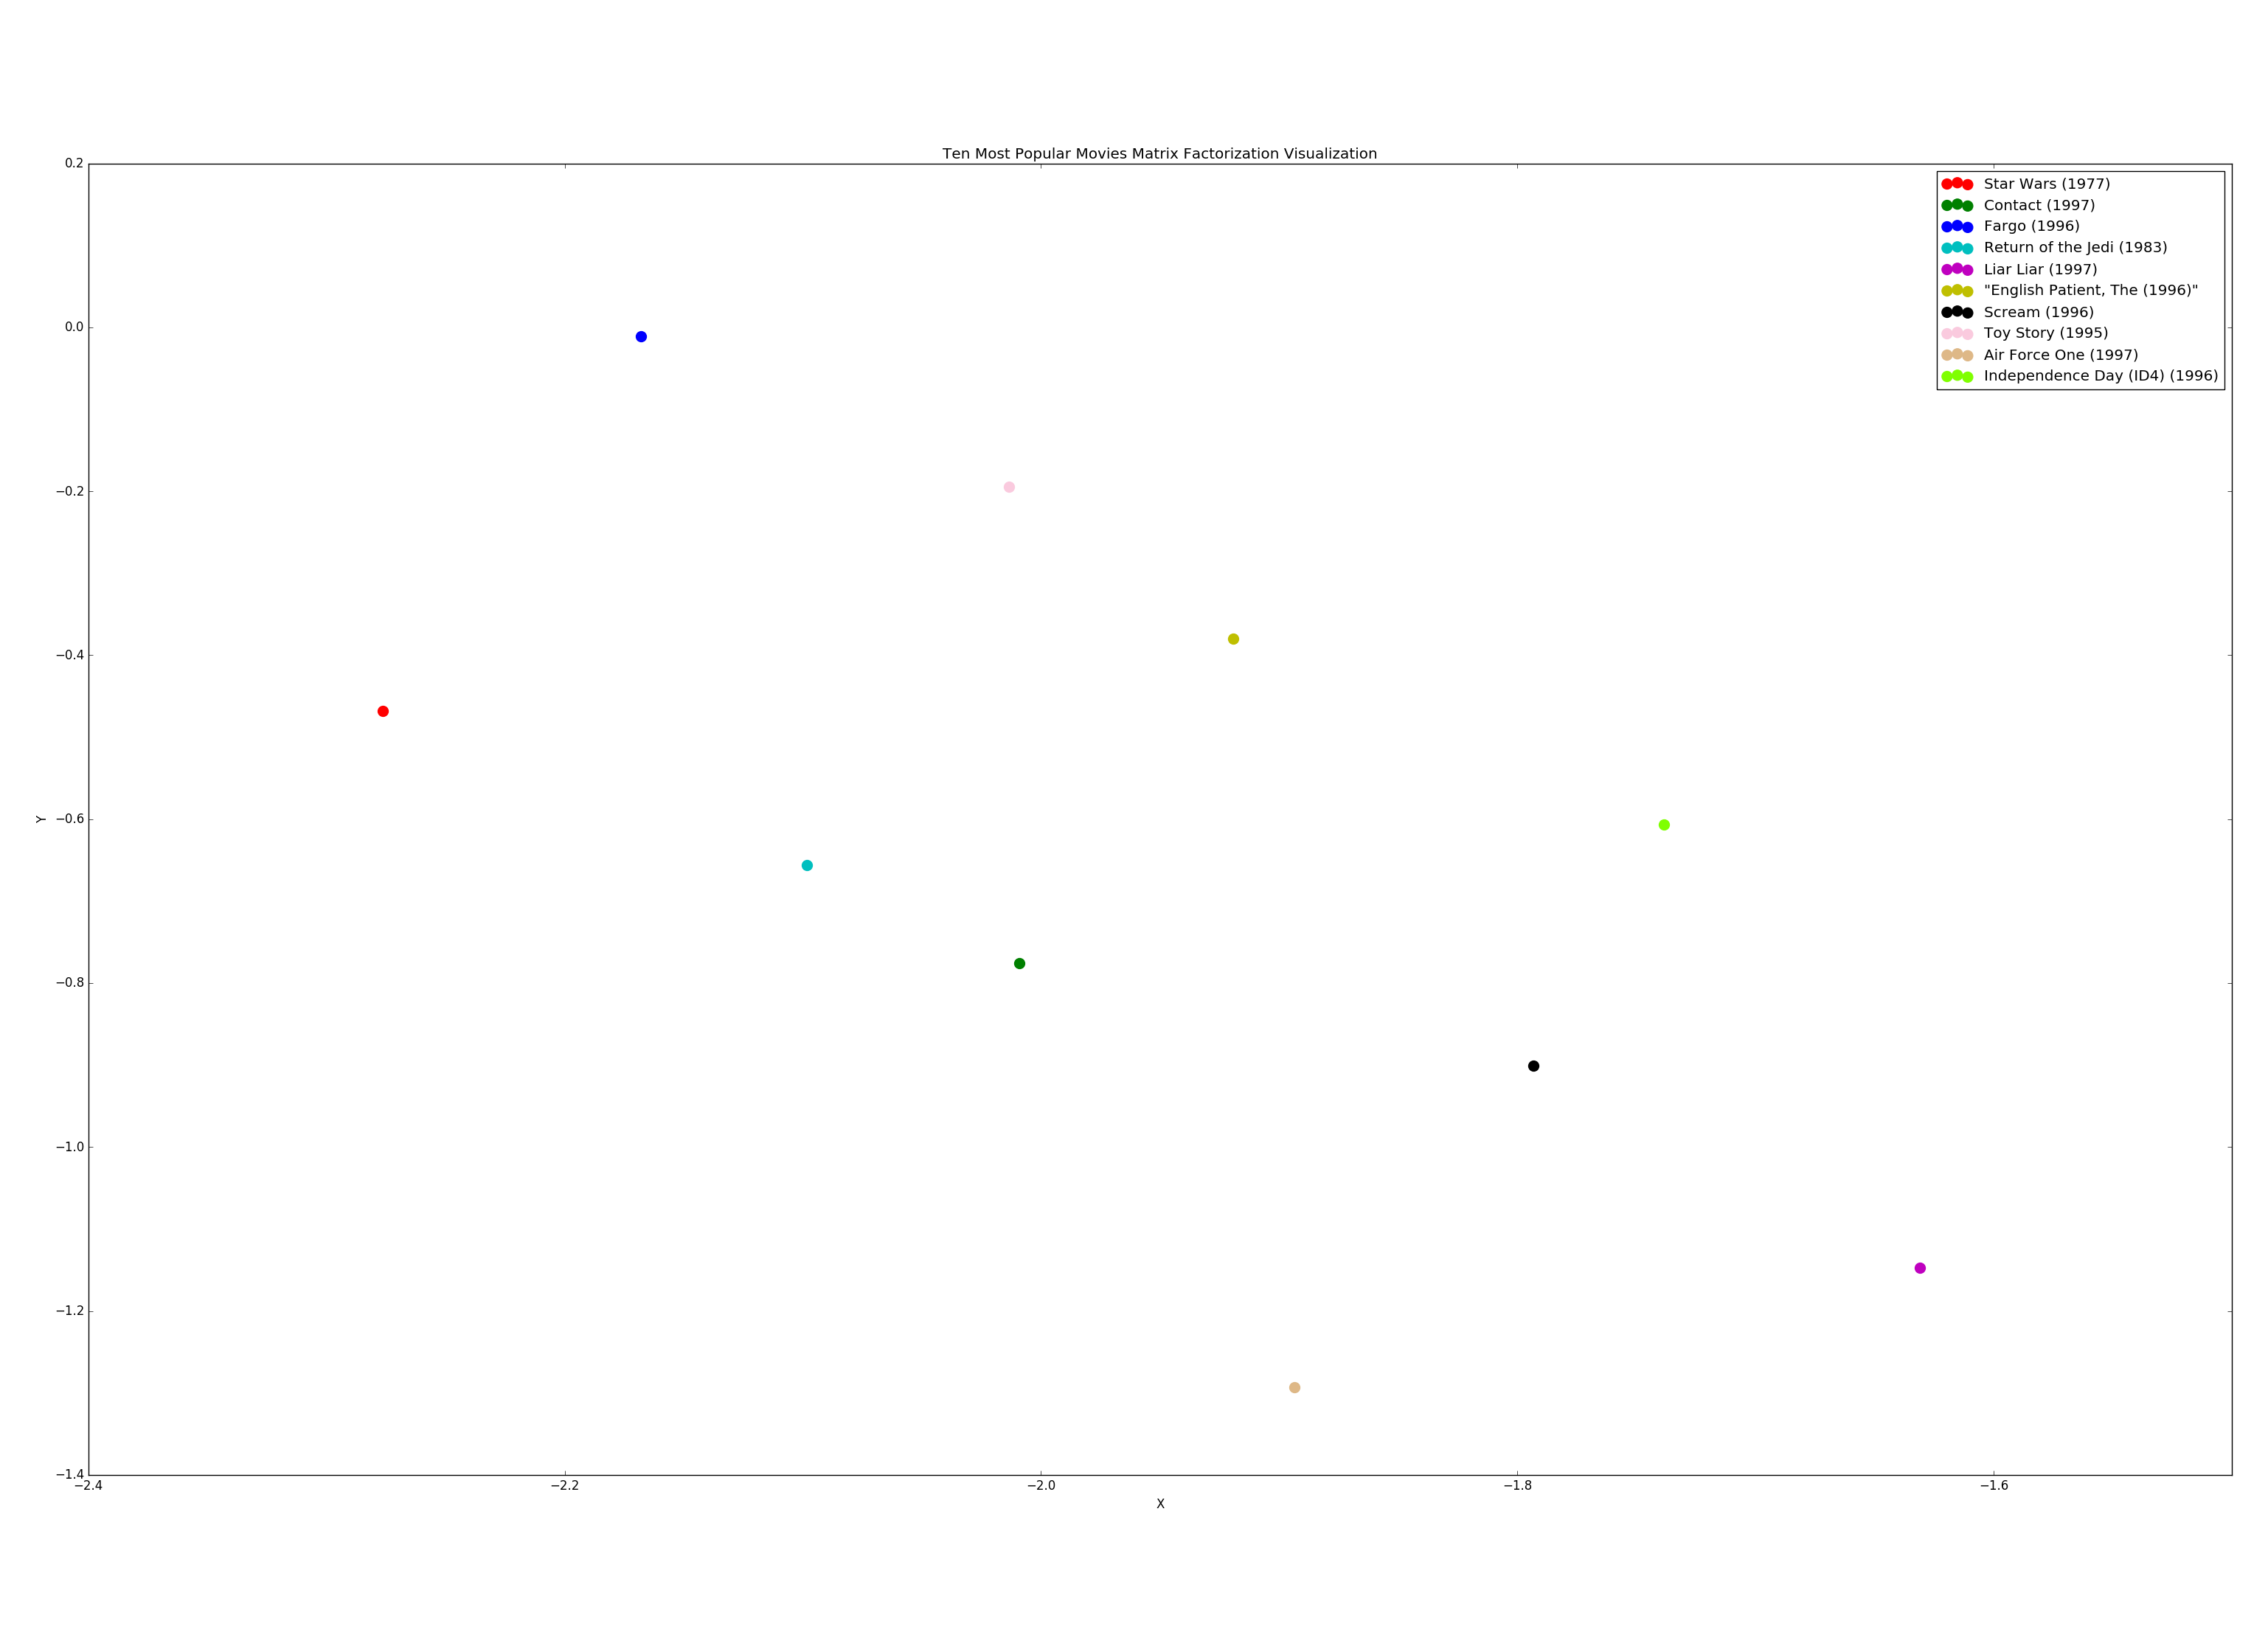 Ten Most Popular Movies Matrix Factorization Visualization
0.2
0.0
−0.2
−0.4
−0.6
−0.8
−1.0
−1.2
−1.4
Y
Star Wars (1977)
Contact (1997)
Fargo (1996)
Return of the Jedi (1983)
Liar Liar (1997)
"English Patient, The (1996)"
Scream (1996)
Toy Story (1995)
Air Force One (1997)
Independence Day (ID4) (1996)
−2.4 −2.2 −2.0 −1.8 −1.6
X